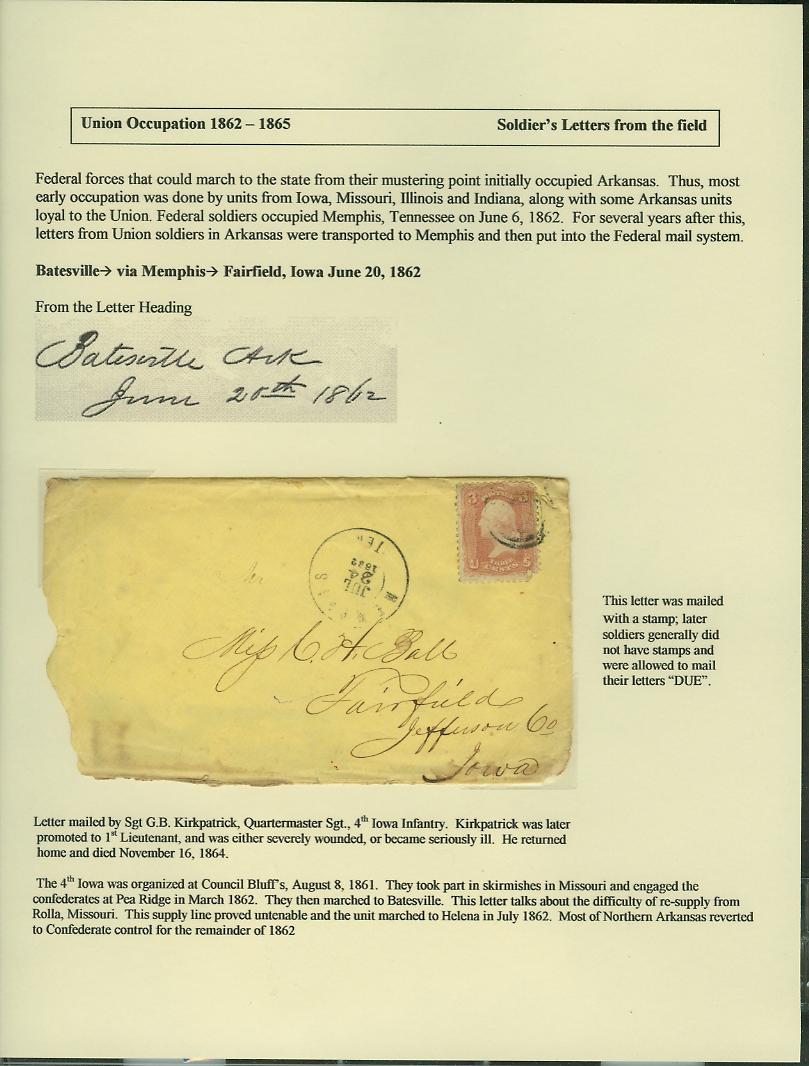 Union Occupation 1862 – 1865 Soldier's Letters from the field
Federal forces that could march to the state from their mustering point initially occupied Arkansas. Thus, most
early occupation was done by units from Iowa, Missouri, Illinois and Indiana, along with some Arkansas units
loyal to the Union. Federal soldiers occupied Memphis, Tennessee on June 6, 1862. For several years after this,
letters from Union soldiers in Arkansas were transported to Memphis and then put into the Federal mail system.
Batesville→ via Memphis→ Fairfield, Iowa June 20, 1862
From the Letter Heading
Batesville Ark
June 20th 1862
3 POSTAGE 3
U THREE CENTS S
MEMPHIS TEN
JUL
24
1862
Miss C. H. Ball
Fairfield
Jefferson Co
Iowa
This letter was mailed
with a stamp; later
soldiers generally did
not have stamps and
were allowed to mail
their letters "DUE".
Letter mailed by Sgt G.B. Kirkpatrick, Quartermaster Sgt., 4th Iowa Infantry. Kirkpatrick was later
promoted to 1st Lieutenant, and was either severely wounded, or became seriously ill. He returned
home and died November 16, 1864.
The 4th Iowa was organized at Council Bluff's, August 8, 1861. They took part in skirmishes in Missouri and engaged the
confederates at Pea Ridge in March 1862. They then marched to Batesville. This letter talks about the difficulty of re-supply from
Rolla, Missouri. This supply line proved untenable and the unit marched to Helena in July 1862. Most of Northern Arkansas reverted
to Confederate control for the remainder of 1862